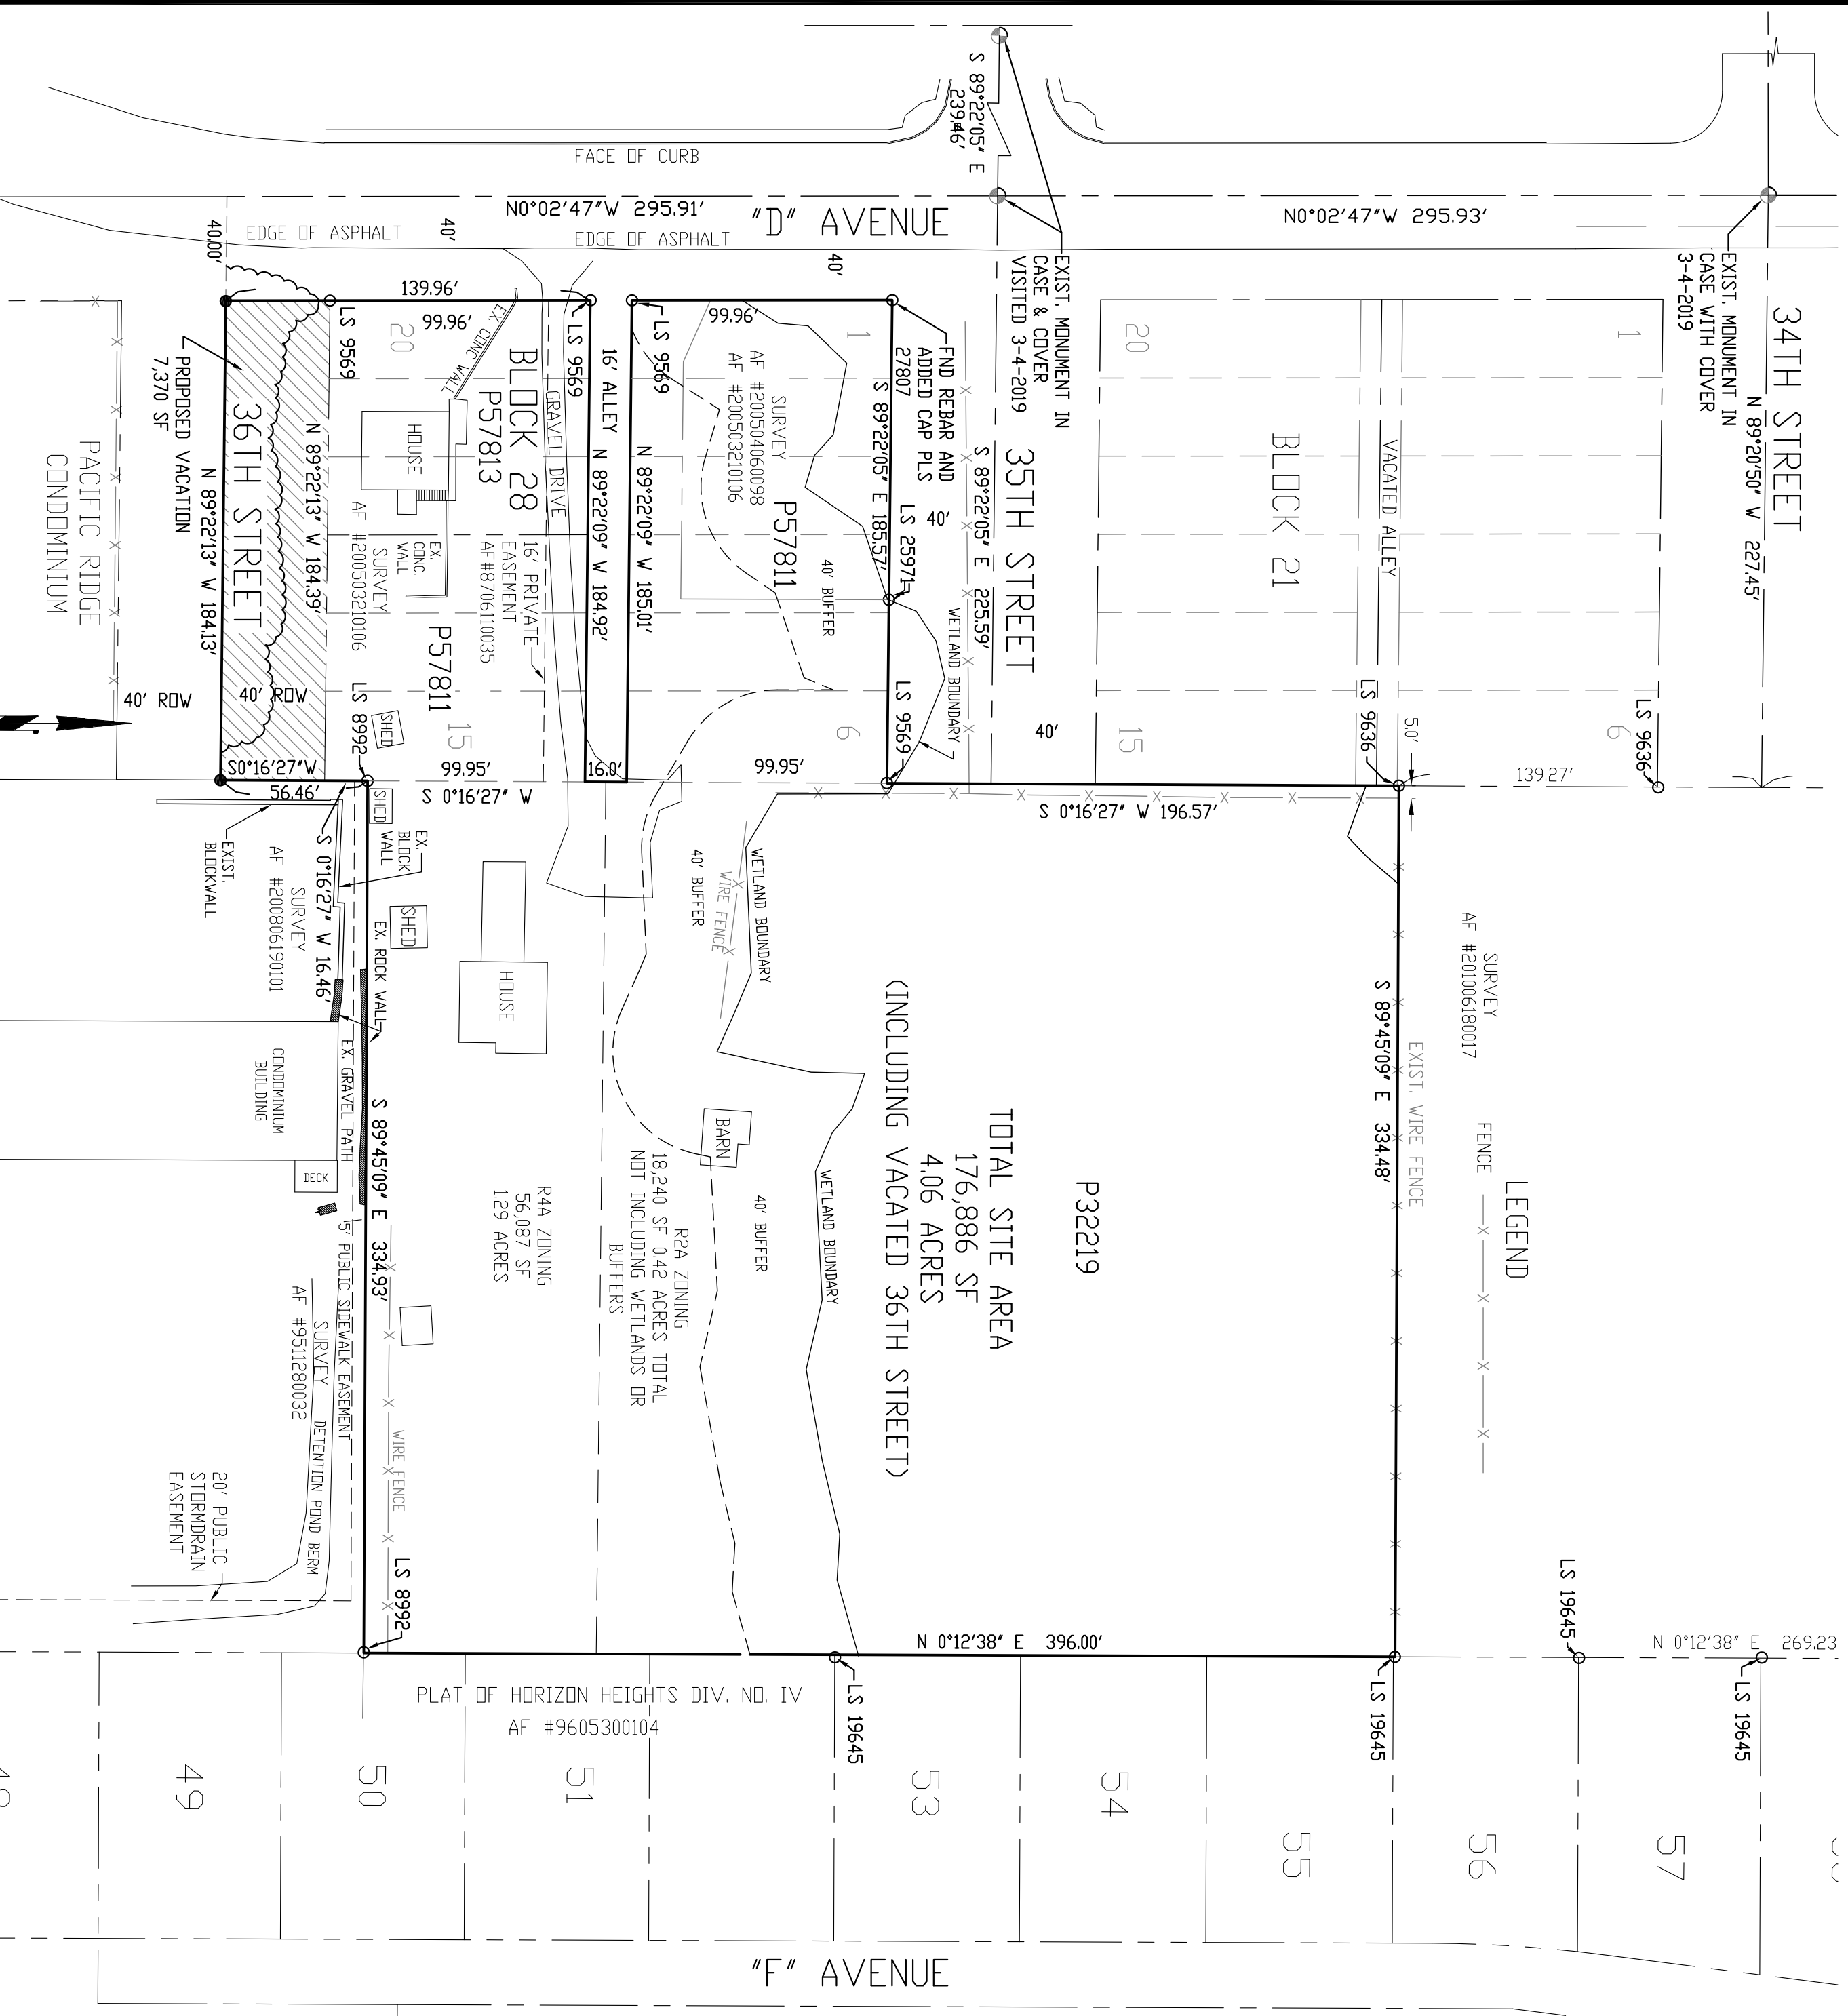 FACE OF CURB
S 89°22'05" E
239.46'
N0°02'47"W 295.91'
"D" AVENUE
N0°02'47"W 295.93'
EDGE OF ASPHALT
EDGE OF ASPHALT
40.00'
40'
40'
EXIST. MONUMENT IN
CASE & COVER
VISITED 3-4-2019
EXIST. MONUMENT IN
CASE WITH COVER
3-4-2019
34TH STREET
N 89°20'50" W 227.45'
139.96'
99.96'
99.96'
LS 9569
LS 9569
LS 9569
FND REBAR AND
ADDED CAP PLS
27807
20
EX. CONC WALL
BLOCK 28
P57813
16' ALLEY
GRAVEL DRIVE
HOUSE
1
SURVEY
AF #200504060098
AF #200503210106
P57811
S 89°22'05" E 185.57'
LS 25971
40'
35TH STREET
S 89°22'05" E 225.59'
20
BLOCK 21
VACATED ALLEY
1
PROPOSED VACATION
7,370 SF
36TH STREET
N 89°22'13" W 184.39'
N 89°22'13" W 184.13'
PACIFIC RIDGE
CONDOMINIUM
N 89°22'09" W 184.92'
N 89°22'09" W 185.01'
EX.
CONC.
WALL
SURVEY
AF #200503210106
16' PRIVATE
EASEMENT
AF#8706110035
P57811
40' BUFFER
WETLAND BOUNDARY
40' ROW
40' ROW
LS 8992
SHED
15
6
LS 9569
40'
15
LS 9636
5.0'
6
LS 9636
S0°16'27"W
56.46'
99.95'
S 0°16'27" W
16.0'
99.95'
S 0°16'27" W 196.57'
139.27'
SHED
EX.
BLOCK
WALL
EXIST.
BLOCKWALL
SURVEY
AF #200806190101
S 0°16'27" W 16.46'
SHED
EX. ROCK WALL
HOUSE
40' BUFFER
WIRE FENCE
WETLAND BOUNDARY
SURVEY
AF #201006180017
S 89°45'09" E 334.48'
EXIST. WIRE FENCE
FENCE
LEGEND
CONDOMINIUM
BUILDING
EX. GRAVEL PATH
DECK
S 89°45'09" E 334.93'
BARN
TOTAL SITE AREA
176,886 SF
4.06 ACRES
(INCLUDING VACATED 36TH STREET)
P32219
R4A ZONING
56,087 SF
1.29 ACRES
R2A ZONING
18,240 SF 0.42 ACRES TOTAL
NOT INCLUDING WETLANDS OR
BUFFERS
40' BUFFER
WETLAND BOUNDARY
5' PUBLIC SIDEWALK EASEMENT
SURVEY
AF #9511280032
DETENTION POND BERM
WIRE FENCE
20' PUBLIC
STORMDRAIN
EASEMENT
LS 8992
N 0°12'38" E 396.00'
LS 19645
N 0°12'38" E 269.23
PLAT OF HORIZON HEIGHTS DIV. NO. IV
AF #9605300104
LS 19645
LS 19645
LS 19645
49
50
51
53
54
55
56
57
"F" AVENUE